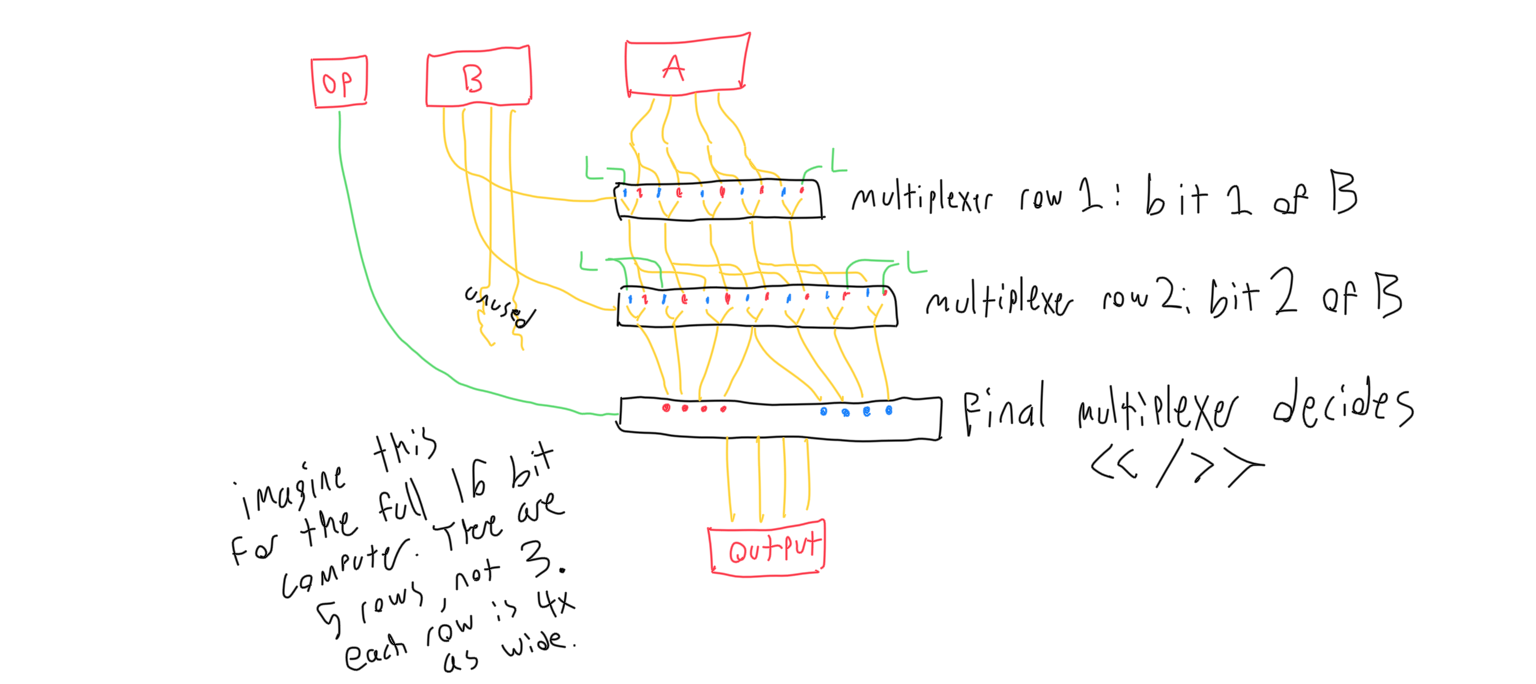 OP
B
A
L
L
multiplexer row 1: bit 1 of B
L
L
multiplexer row 2: bit 2 of B
unused
Final multiplexer decides
<< / >>
imagine this
for the full 16 bit
computer. There are
5 rows, not 3.
each row is 4x
as wide.
Output